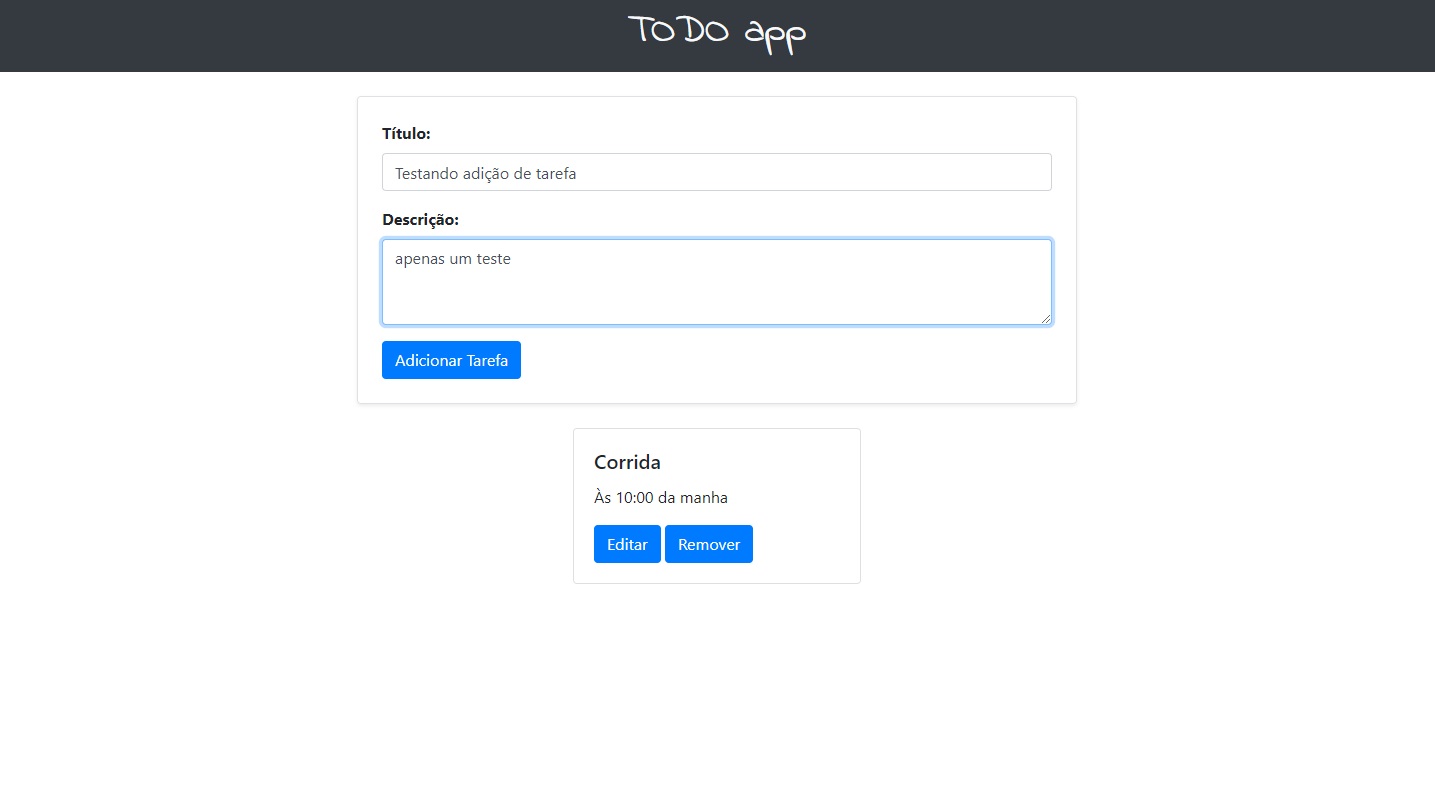 ToDo app
Título:
Testando adição de tarefa
Descrição:
apenas um teste
Adicionar Tarefa
Corrida
Às 10:00 da manha
Editar Remover